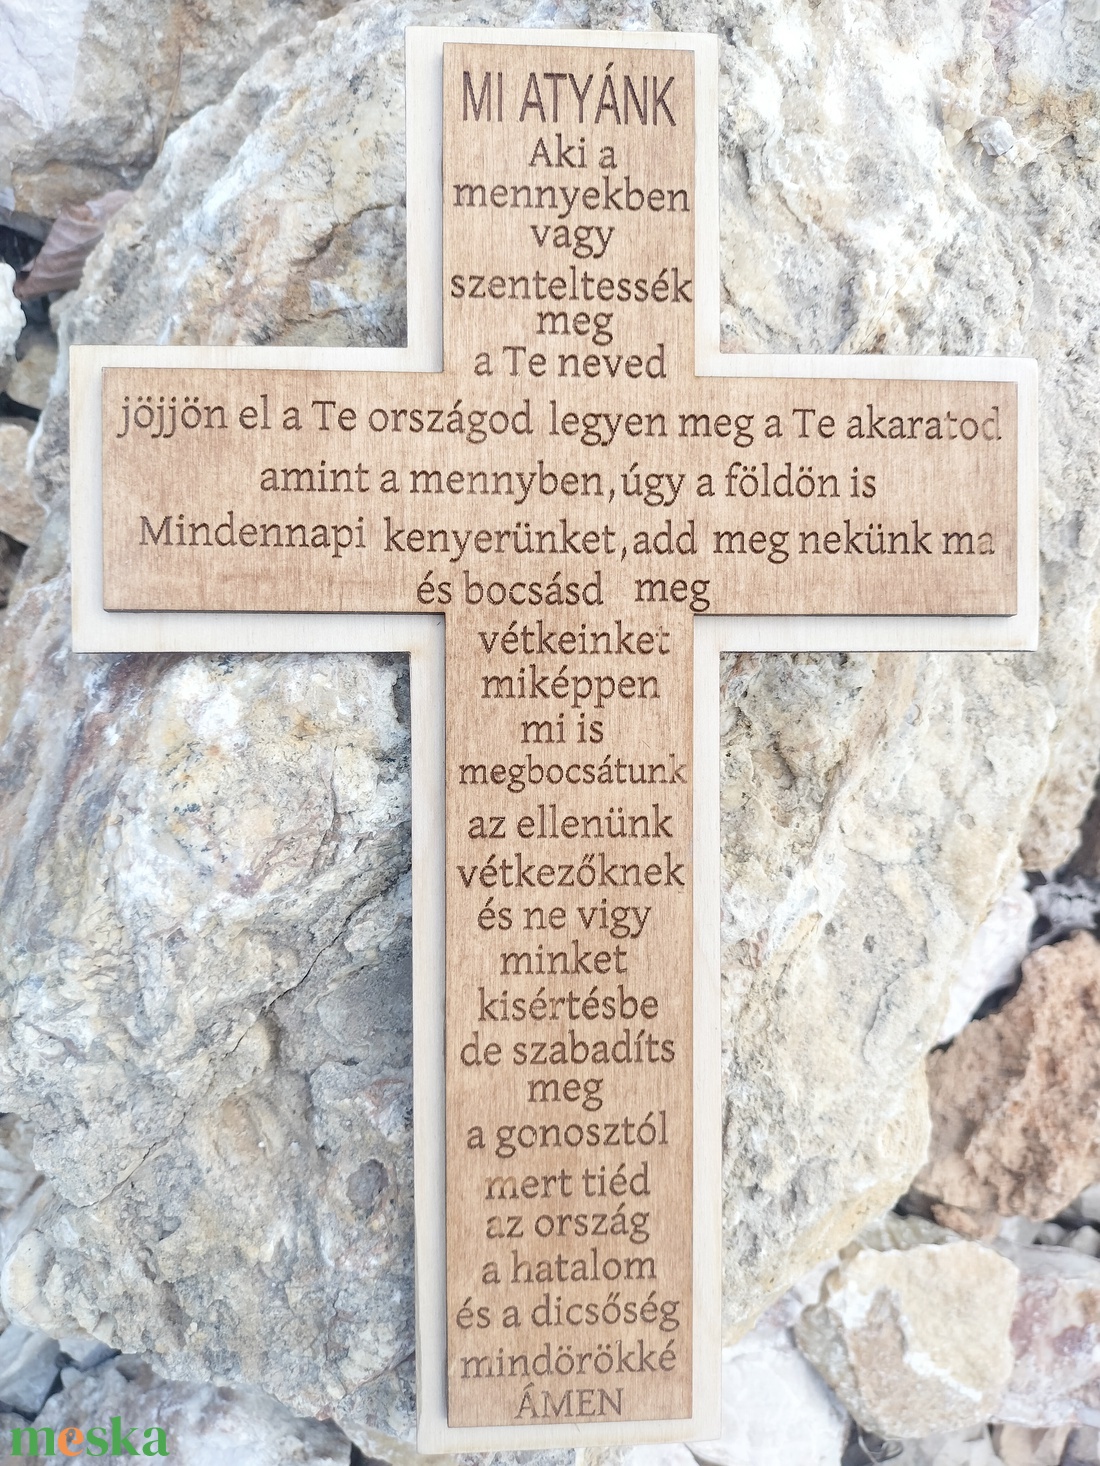 MI ATYÁNK
Aki a
mennyekben
vagy
szenteltessék
meg
a Te neved
jöjjön el a Te országod legyen meg a Te akaratod
amint a mennyben, úgy a földön is
Mindennapi kenyerünket, add meg nekünk ma
és bocsásd meg
vétkeinket
miképpen
mi is
megbocsátunk
az ellenünk
vétkezőknek
és ne vigy
minket
kisértésbe
de szabadíts
meg
a gonosztól
mert tiéd
az ország
a hatalom
és a dicsőség
mindörökké
ÁMEN
meska